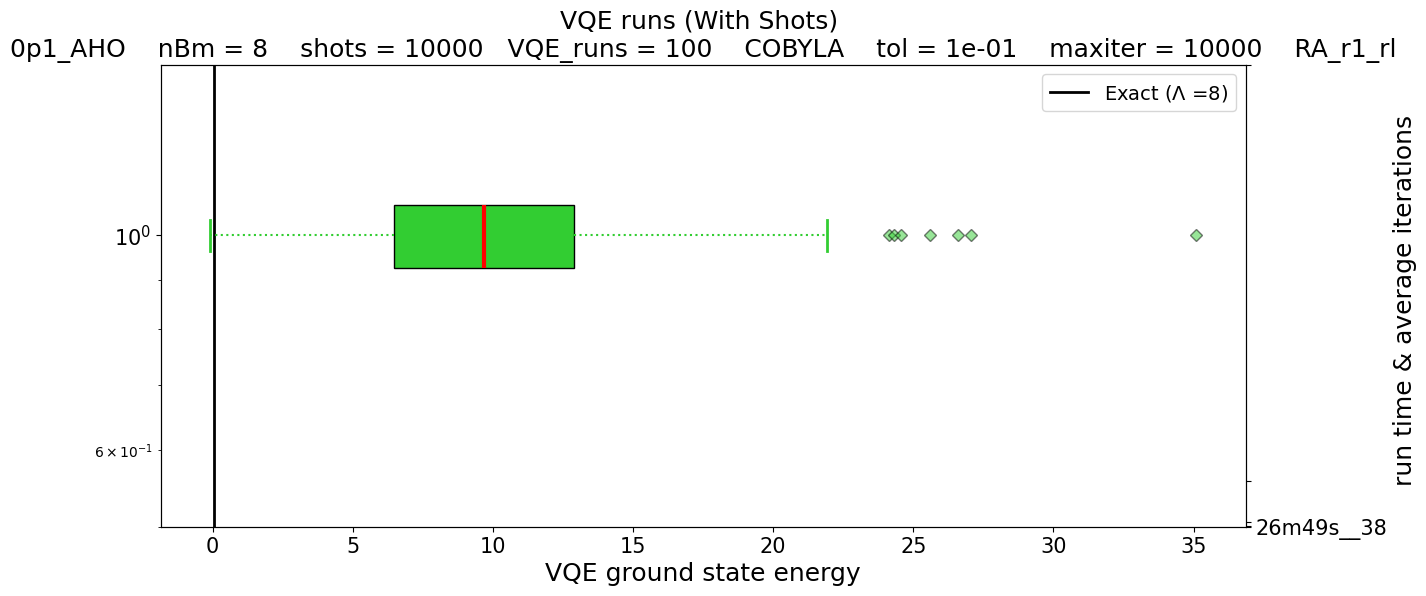 VQE runs (With Shots)
0p1_AHO nBm = 8 shots = 10000 VQE_runs = 100 COBYLA tol = 1e-01 maxiter = 10000 RA_r1_rl
Exact (Λ =8)
10⁰
6 × 10⁻¹
0 5 10 15 20 25 30 35
VQE ground state energy
run time & average iterations
26m49s__38